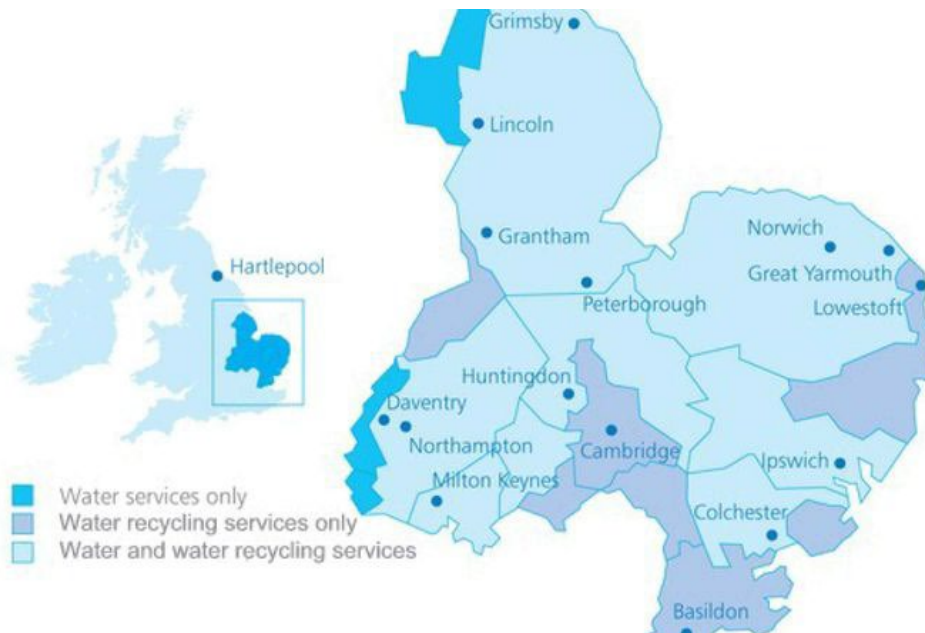 Grimsby
Lincoln
Grantham
Norwich
Hartlepool
Great Yarmouth
Peterborough
Lowestoft
Huntingdon
Daventry
Northampton
Cambridge
Ipswich
Milton Keynes
Water services only
Colchester
Water recycling services only
Water and water recycling services
Basildon